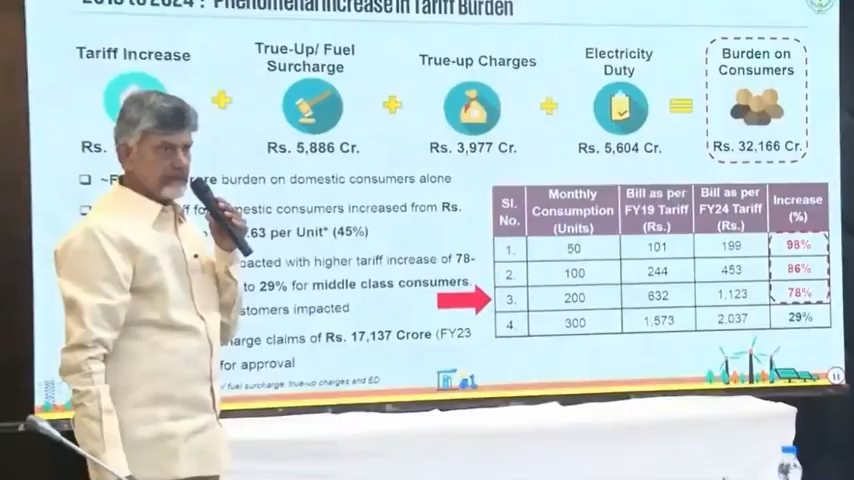 2018 to 2024 : Phenomenal Increase in Tariff Burden
Tariff Increase
True-Up/ Fuel
Surcharge
True-up Charges
Electricity
Duty
Burden on
Consumers
Rs.
Rs. 5,886 Cr.
Rs. 3,977 Cr.
Rs. 5,604 Cr.
Rs. 32,166 Cr.
burden on domestic consumers alone
domestic consumers increased from Rs.
.63 per Unit* (45%)
impacted with higher tariff increase of 78-
to 29% for middle class consumers.
impacted
claims of Rs. 17,137 Crore (FY23
for approval
fuel surcharge, true-up charges and ED
Sl. No. Monthly Consumption (Units) Bill as per FY19 Tariff (Rs.) Bill as per FY24 Tariff (Rs.) Increase (%)
1. 50 101 199 98%
2. 100 244 453 86%
3. 200 632 1,123 78%
4. 300 1,573 2,037 29%
11